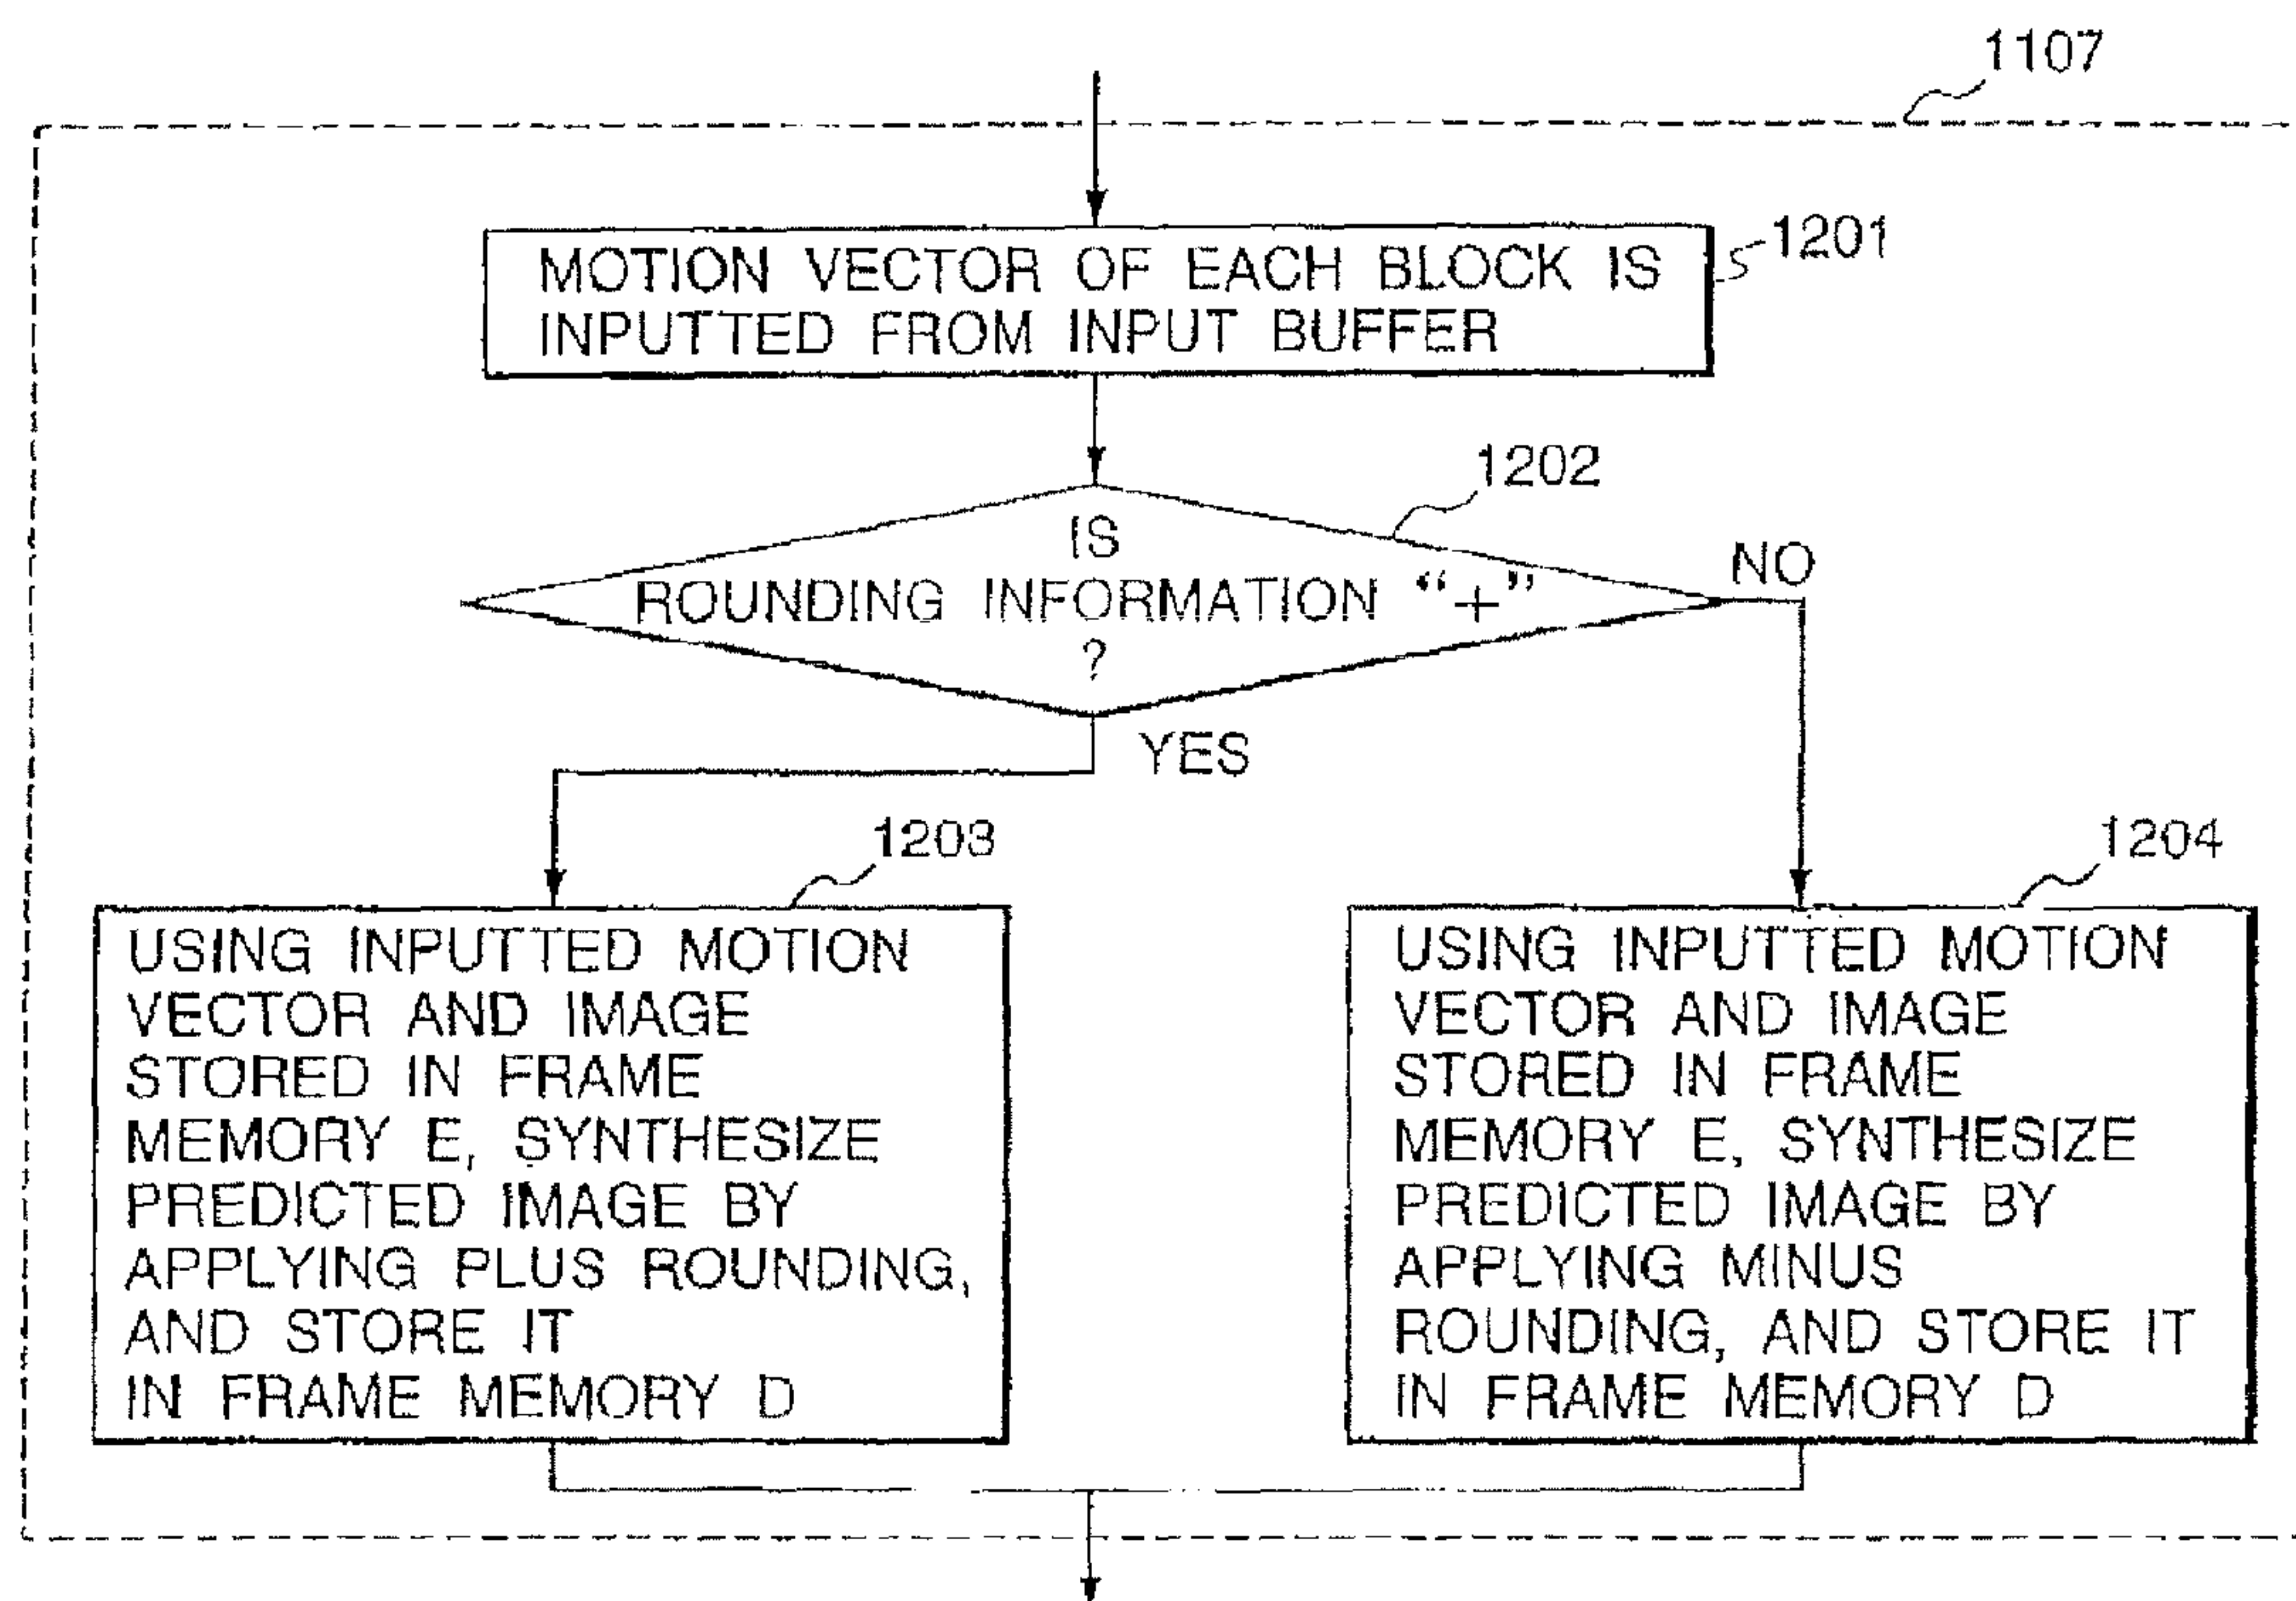 1107
MOTION VECTOR OF EACH BLOCK IS
INPUTTED FROM INPUT BUFFER
1201
1202
IS
ROUNDING INFORMATION “+”
?
NO
YES
1203
USING INPUTTED MOTION
VECTOR AND IMAGE
STORED IN FRAME
MEMORY E, SYNTHESIZE
PREDICTED IMAGE BY
APPLYING PLUS ROUNDING,
AND STORE IT
IN FRAME MEMORY D
1204
USING INPUTTED MOTION
VECTOR AND IMAGE
STORED IN FRAME
MEMORY E, SYNTHESIZE
PREDICTED IMAGE BY
APPLYING MINUS
ROUNDING, AND STORE IT
IN FRAME MEMORY D